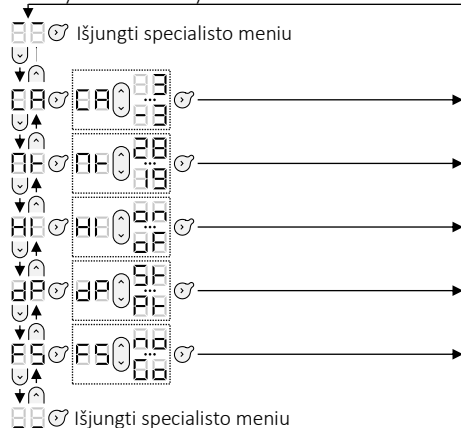 Išjungti specialisto meniu
CA CA 3
...
-3
Nt Nt 28
...
19
HI HI on
...
oF
dP dP St
...
Pt
FS FS no
...
Go
Išjungti specialisto meniu